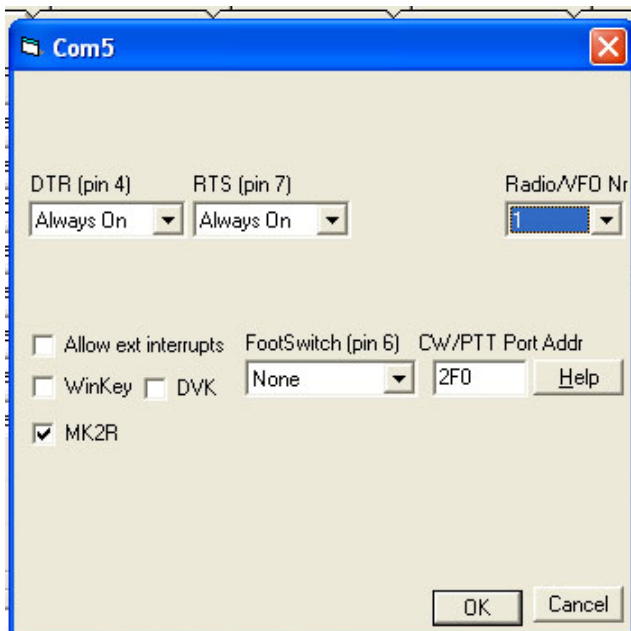 Com5
DTR (pin 4) RTS (pin 7) Radio/VFO Nr
Always On Always On 1
Allow ext interrupts FootSwitch (pin 6) CW/PTT Port Addr
WinKey DVK None 2F0 Help
MK2R
OK Cancel